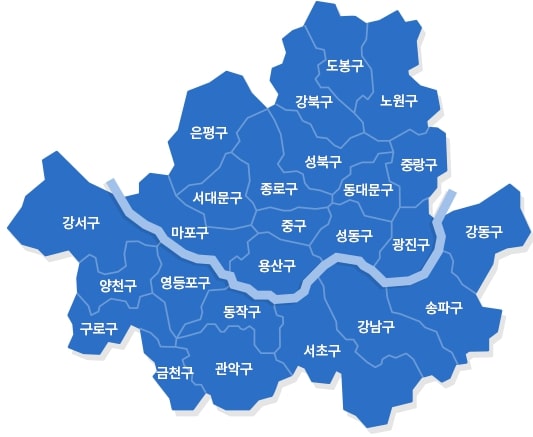 도봉구
강북구
노원구
은평구
성북구
중랑구
종로구
동대문구
서대문구
강서구
마포구
중구
성동구
광진구
강동구
용산구
양천구
영등포구
동작구
송파구
구로구
강남구
서초구
금천구
관악구